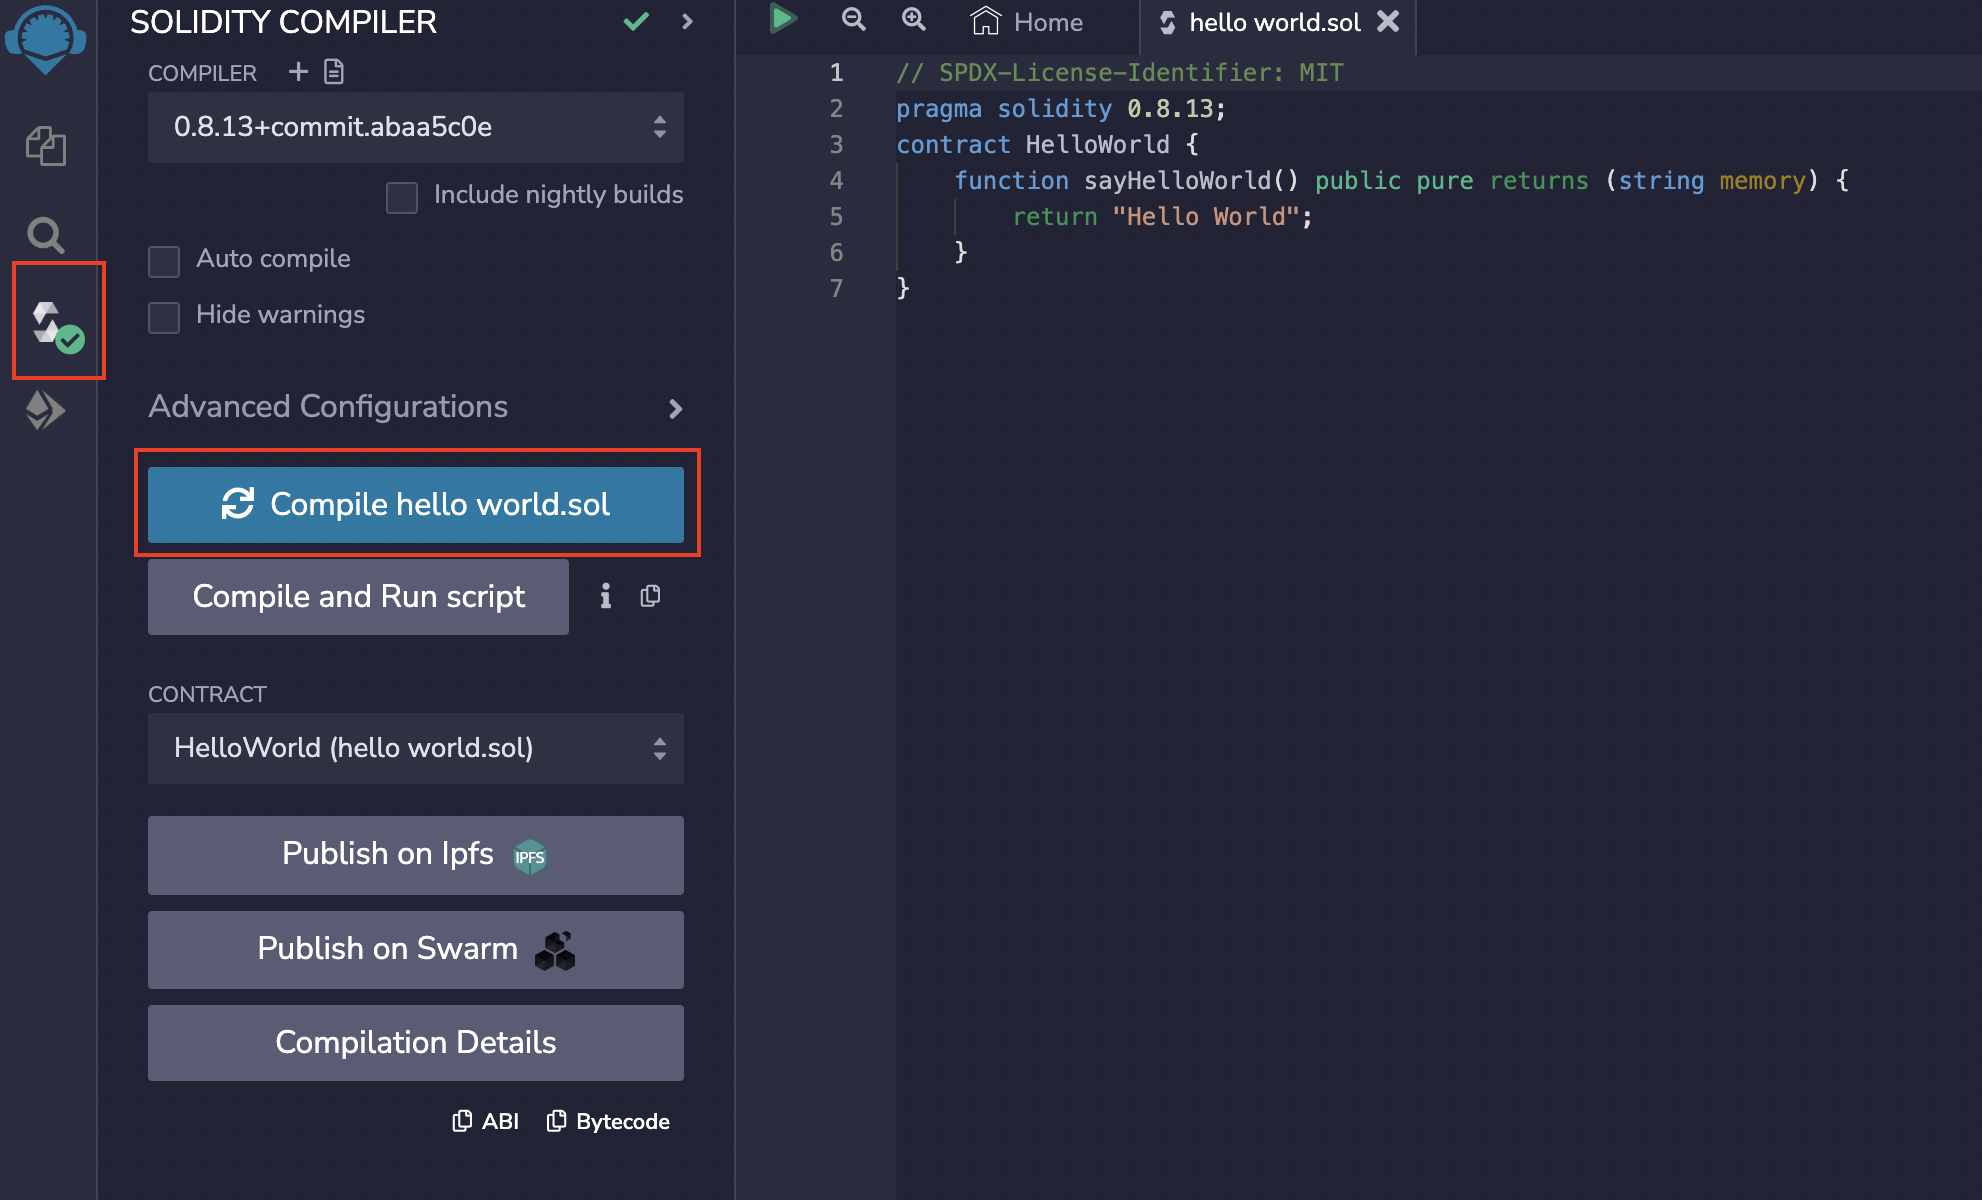 SOLIDITY COMPILER
COMPILER
0.8.13+commit.abaa5c0e
Include nightly builds
Auto compile
Hide warnings
Advanced Configurations
Compile hello world.sol
Compile and Run script
CONTRACT
HelloWorld (hello world.sol)
Publish on Ipfs IPFS
Publish on Swarm
Compilation Details
ABI Bytecode
Home hello world.sol
1 // SPDX-License-Identifier: MIT
2 pragma solidity 0.8.13;
3 contract HelloWorld {
4 function sayHelloWorld() public pure returns (string memory) {
5 return "Hello World";
6 }
7 }